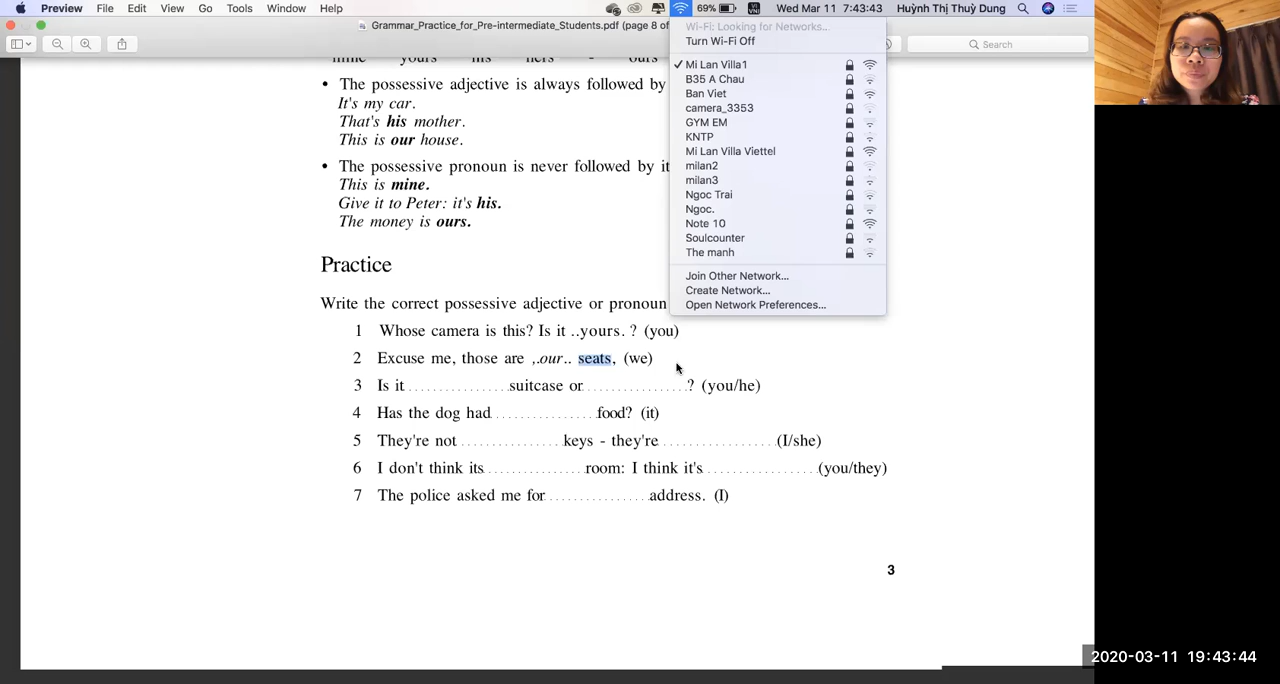 Preview File Edit View Go Tools Window Help 69% Wed Mar 11 7:43:43 Huỳnh Thị Thuỳ Dung
Grammar_Practice_for_Pre-intermediate_Students.pdf (page 8 of
Search
Wi-Fi: Looking for Networks...
Turn Wi-Fi Off
Mi Lan Villa1
B35 A Chau
Ban Viet
camera_3353
GYM EM
KNTP
Mi Lan Villa Viettel
milan2
milan3
Ngoc Trai
Ngoc.
Note 10
Soulcounter
The manh
Join Other Network...
Create Network...
Open Network Preferences...
mine yours his hers - ours
• The possessive adjective is always followed by
It's my car.
That's his mother.
This is our house.
• The possessive pronoun is never followed by it
This is mine.
Give it to Peter: it's his.
The money is ours.
Practice
Write the correct possessive adjective or pronoun
1 Whose camera is this? Is it ..yours. ? (you)
2 Excuse me, those are ,.our.. seats, (we)
3 Is it ................. suitcase or ................. ? (you/he)
4 Has the dog had ................. food? (it)
5 They're not ................. keys - they're ................. (I/she)
6 I don't think its ................. room: I think it's ................. (you/they)
7 The police asked me for ................. address. (I)
3
2020-03-11 19:43:44